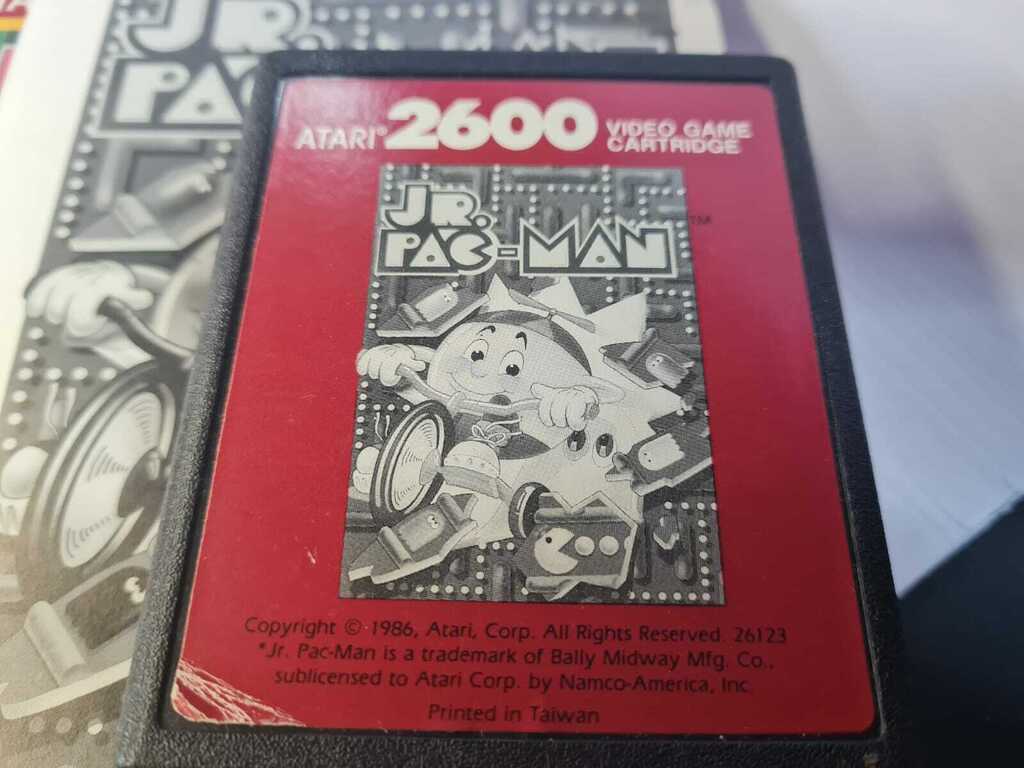 JR.
PAC
ATARI® 2600 VIDEO GAME CARTRIDGE
JR.
PAC-MAN TM
Copyright © 1986, Atari, Corp. All Rights Reserved. 26123
*Jr. Pac-Man is a trademark of Bally Midway Mfg. Co.,
sublicensed to Atari Corp. by Namco-America, Inc
Printed in Taiwan